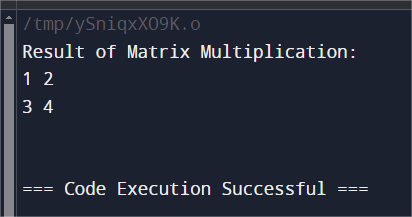 /tmp/ySniqxXO9K.o
Result of Matrix Multiplication:
1 2
3 4
=== Code Execution Successful ===